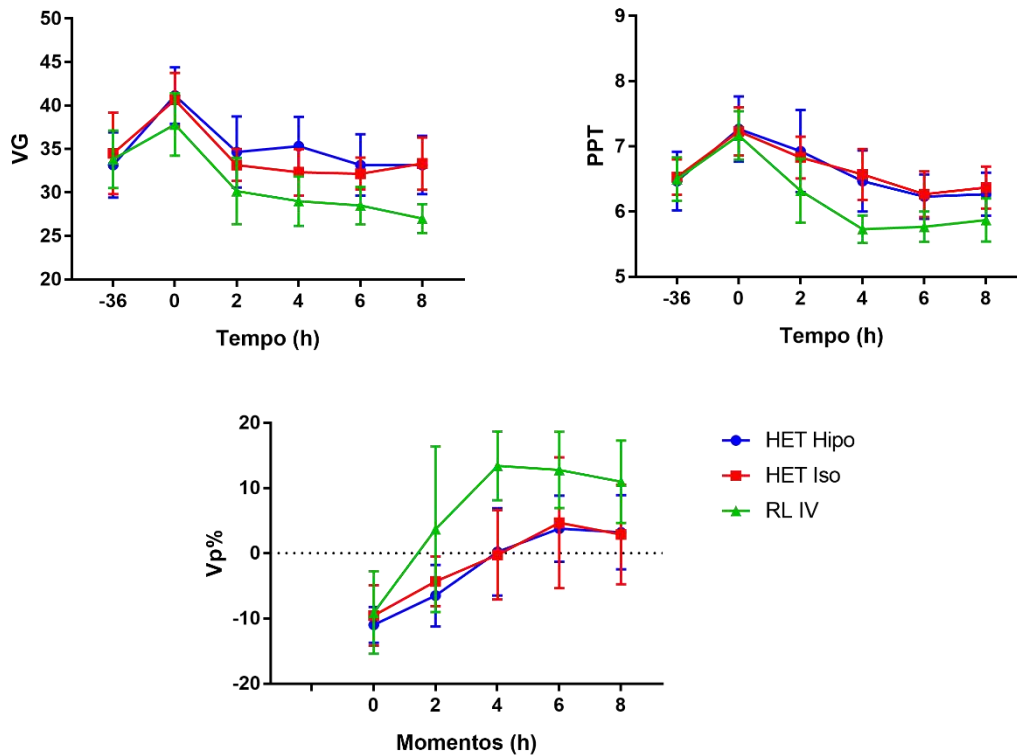 50
45
40
35
30
25
20
VG
-36 0 2 4 6 8
Tempo (h)
9
8
7
6
5
PPT
-36 0 2 4 6 8
Tempo (h)
20
10
0
-10
-20
Vp%
0 2 4 6 8
Momentos (h)
HET Hipo
HET Iso
RL IV